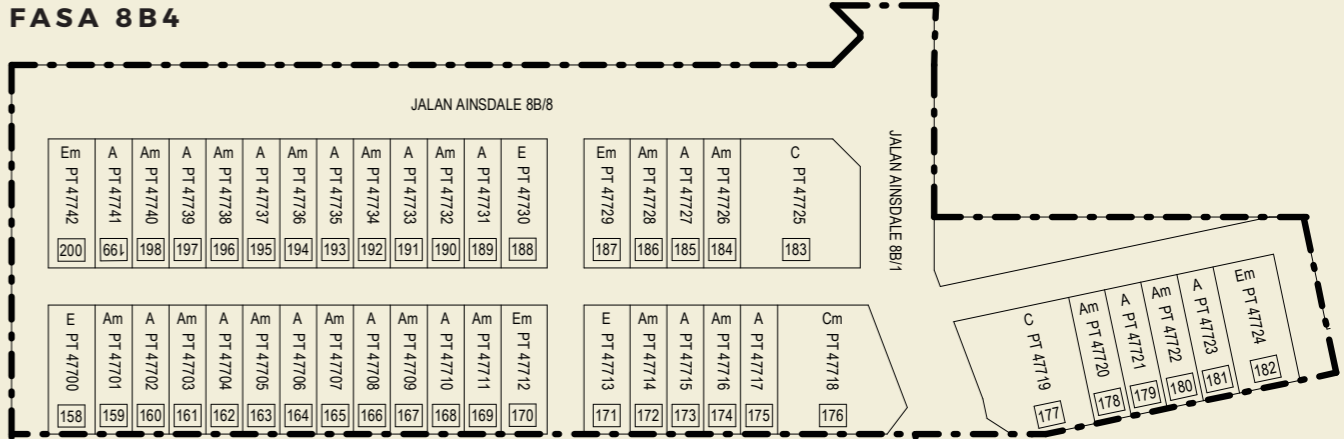 FASA 8B4
JALAN AINSDALE 8B/8
JALAN AINSDALE 8B/1
Em PT 47742 200
A PT 47741 199
Am PT 47740 198
A PT 47739 197
Am PT 47738 196
A PT 47737 195
Am PT 47736 194
A PT 47735 193
Am PT 47734 192
A PT 47733 191
Am PT 47732 190
A PT 47731 189
E PT 47730 188
Em PT 47729 187
Am PT 47728 186
A PT 47727 185
Am PT 47726 184
C PT 47725 183
E PT 47700 158
Am PT 47701 159
A PT 47702 160
Am PT 47703 161
A PT 47704 162
Am PT 47705 163
A PT 47706 164
Am PT 47707 165
A PT 47708 166
Am PT 47709 167
A PT 47710 168
Am PT 47711 169
Em PT 47712 170
E PT 47713 171
Am PT 47714 172
A PT 47715 173
Am PT 47716 174
A PT 47717 175
Cm PT 47718 176
C PT 47719 177
Am PT 47720 178
A PT 47721 179
Am PT 47722 180
A PT 47723 181
Em PT 47724 182